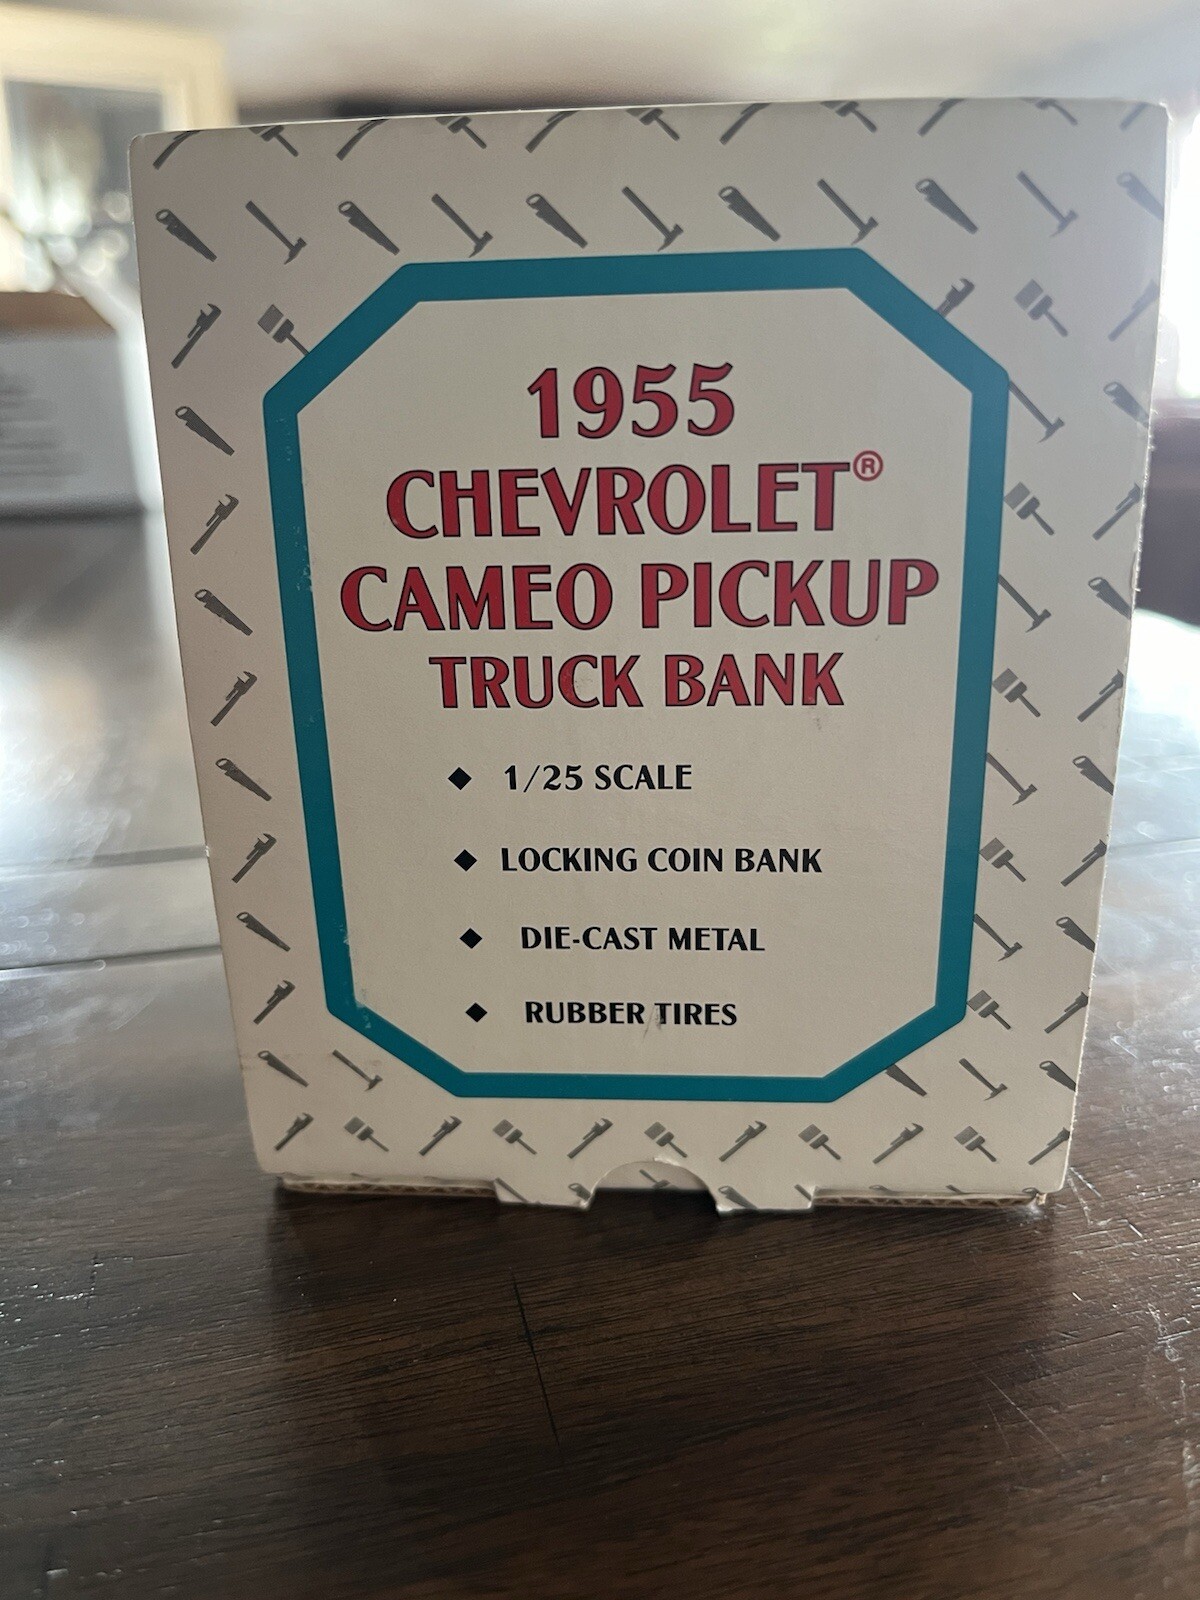 1955
CHEVROLET®
CAMEO PICKUP
TRUCK BANK
◆ 1/25 SCALE
◆ LOCKING COIN BANK
◆ DIE-CAST METAL
◆ RUBBER TIRES